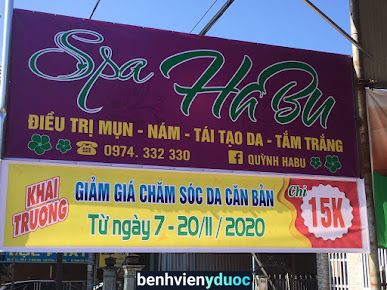 Spa HaBu
ĐIỀU TRỊ MỤN - NÁM - TÁI TẠO DA - TẮM TRẮNG
0974. 332 330
QUỲNH HABU
KHAI TRƯƠNG
GIẢM GIÁ CHĂM SÓC DA CĂN BẢN
Từ ngày 7 - 20/11 / 2020
Chỉ 15K
benhvienyduoc